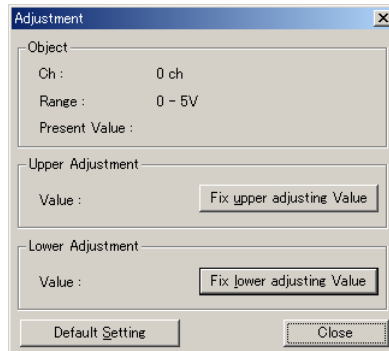 Adjustment
Object
Ch : 0 ch
Range : 0 - 5V
Present Value :
Upper Adjustment
Value : Fix upper adjusting Value
Lower Adjustment
Value : Fix lower adjusting Value
Default Setting Close